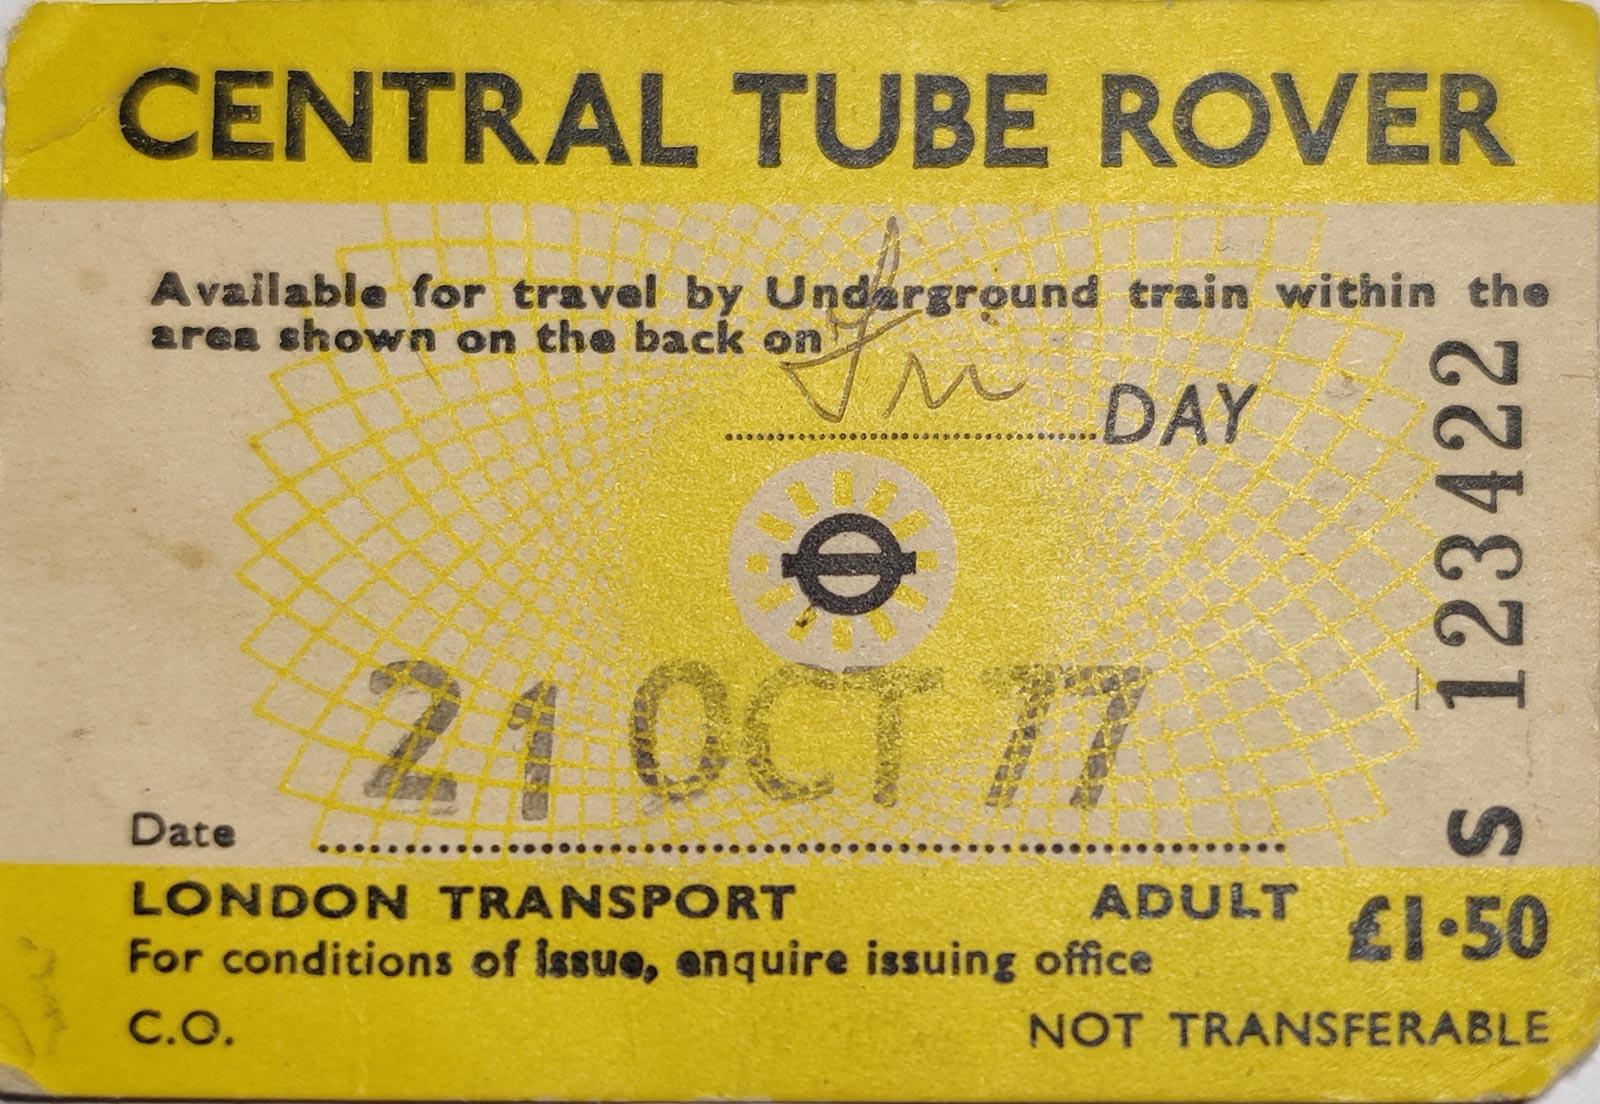 CENTRAL TUBE ROVER
Available for travel by Underground train within the
area shown on the back on
Fri DAY
21 OCT 77
Date
S 123422
LONDON TRANSPORT ADULT £1·50
For conditions of issue, enquire issuing office
C.O. NOT TRANSFERABLE